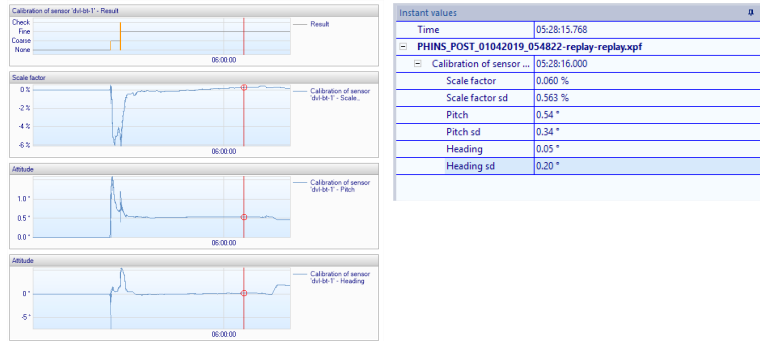 Calibration of sensor 'dvl-bt-1' - Result
Check
Fine
Coarse
None
Result
06:00:00
Scale factor
0 %
-2 %
-4 %
-6 %
Calibration of sensor
'dvl-bt-1' - Scale..
06:00:00
Attitude
1.0 °
0.5 °
0.0 °
Calibration of sensor
'dvl-bt-1' - Pitch
06:00:00
Attitude
0 °
-5 °
Calibration of sensor
'dvl-bt-1' - Heading
06:00:00
Instant values
Time 05:28:15.768
PHINS_POST_01042019_054822-replay-replay.xpf
Calibration of sensor ... 05:28:16.000
Scale factor 0.060 %
Scale factor sd 0.563 %
Pitch 0.54 °
Pitch sd 0.34 °
Heading 0.05 °
Heading sd 0.20 °